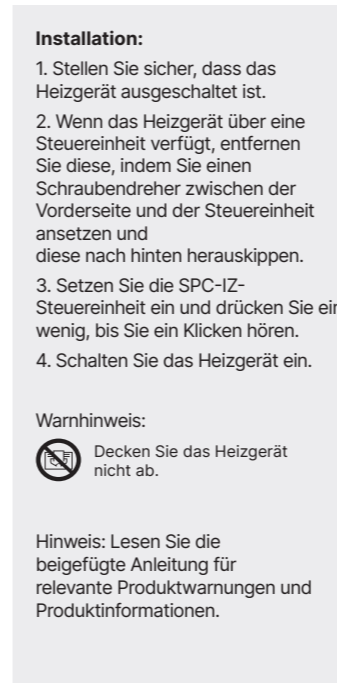 Installation:
1. Stellen Sie sicher, dass das
Heizgerät ausgeschaltet ist.
2. Wenn das Heizgerät über eine
Steuereinheit verfügt, entfernen
Sie diese, indem Sie einen
Schraubendreher zwischen der
Vorderseite und der Steuereinheit
ansetzen und
diese nach hinten herauskippen.
3. Setzen Sie die SPC-IZ-
Steuereinheit ein und drücken Sie ein
wenig, bis Sie ein Klicken hören.
4. Schalten Sie das Heizgerät ein.
Warnhinweis:
Decken Sie das Heizgerät
nicht ab.
Hinweis: Lesen Sie die
beigefügte Anleitung für
relevante Produktwarnungen und
Produktinformationen.